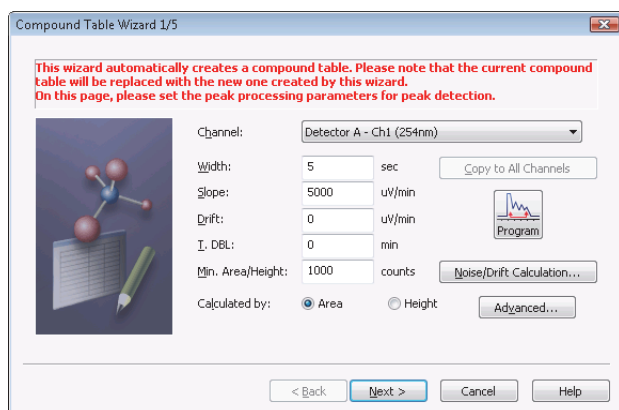 Compound Table Wizard 1/5
This wizard automatically creates a compound table. Please note that the current compound
table will be replaced with the new one created by this wizard.
On this page, please set the peak processing parameters for peak detection.
Channel: Detector A - Ch1 (254nm)
Width: 5 sec Copy to All Channels
Slope: 5000 uV/min
Drift: 0 uV/min Program
T. DBL: 0 min
Min. Area/Height: 1000 counts Noise/Drift Calculation...
Calculated by: Area Height Advanced...
< Back Next > Cancel Help